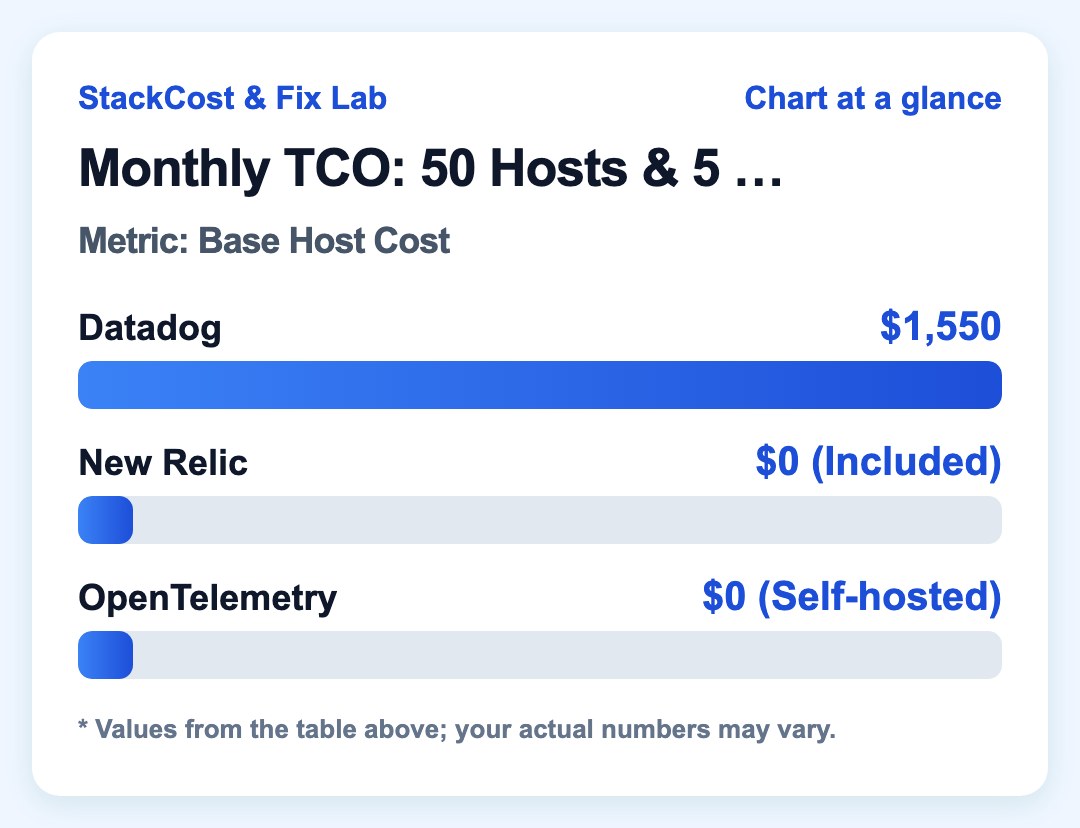 StackCost & Fix Lab
Chart at a glance
Monthly TCO: 50 Hosts & 5 …
Metric: Base Host Cost
Datadog
$1,550
New Relic
$0 (Included)
OpenTelemetry
$0 (Self-hosted)
* Values from the table above; your actual numbers may vary.